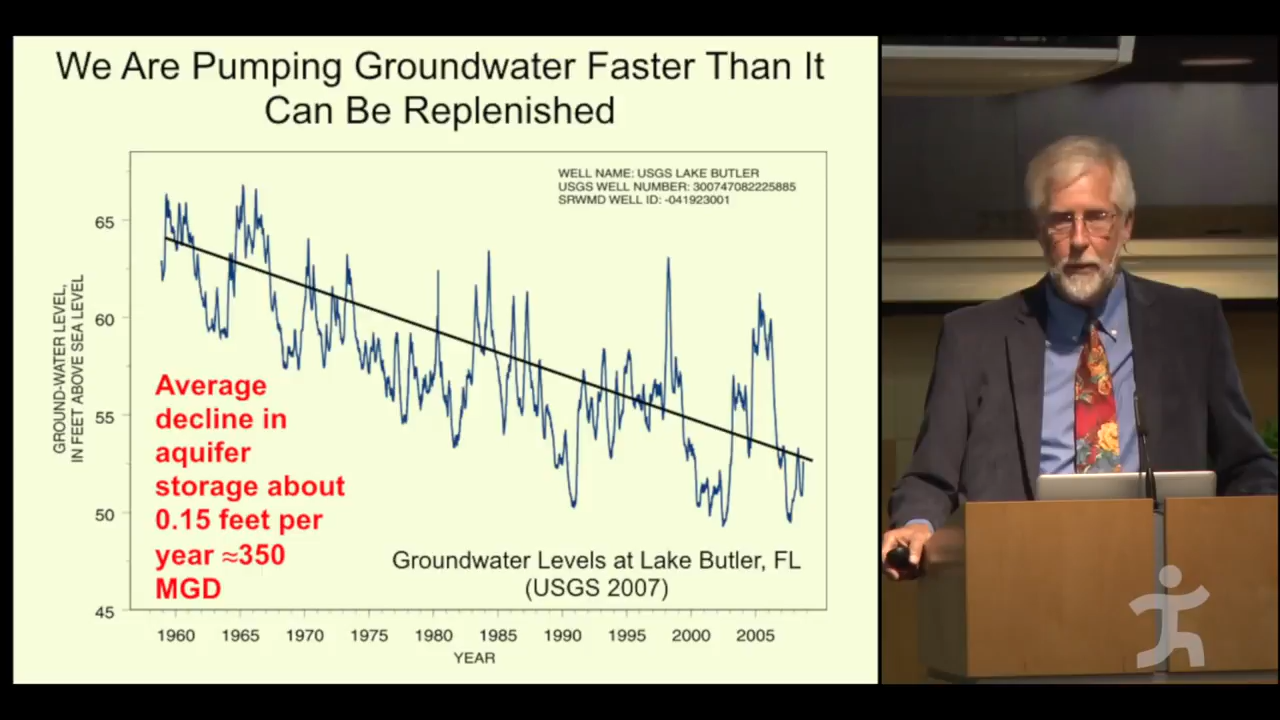 We Are Pumping Groundwater Faster Than It
Can Be Replenished
WELL NAME: USGS LAKE BUTLER
USGS WELL NUMBER: 300747082225885
SRWMD WELL ID: -041923001
GROUND-WATER LEVEL,
IN FEET ABOVE SEA LEVEL
65
60
55
50
45
Average
decline in
aquifer
storage about
0.15 feet per
year ≈350
MGD
Groundwater Levels at Lake Butler, FL
(USGS 2007)
1960 1965 1970 1975 1980 1985 1990 1995 2000 2005
YEAR